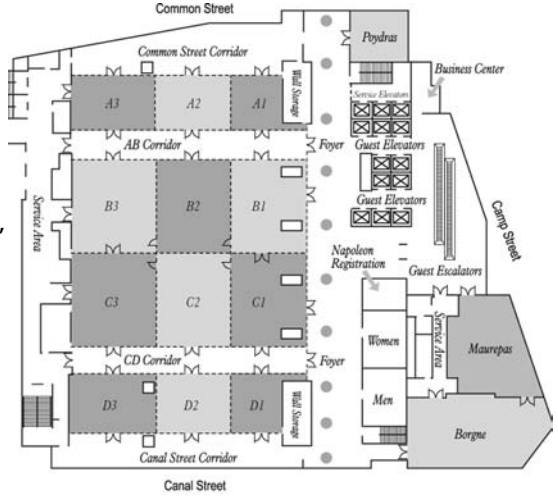 Common Street
Common Street Corridor
Poydras
Business Center
Wall Storage
Service Elevators
A3
A2
A1
AB Corridor
Foyer
Guest Elevators
B3
B2
B1
Guest Elevators
Service Area
Camp Street
Napoleon
Registration
Guest Escalators
C3
C2
C1
Women
Service Area
Maurepas
CD Corridor
Foyer
D3
D2
D1
Wall Storage
Men
Borgne
Canal Street Corridor
Canal Street